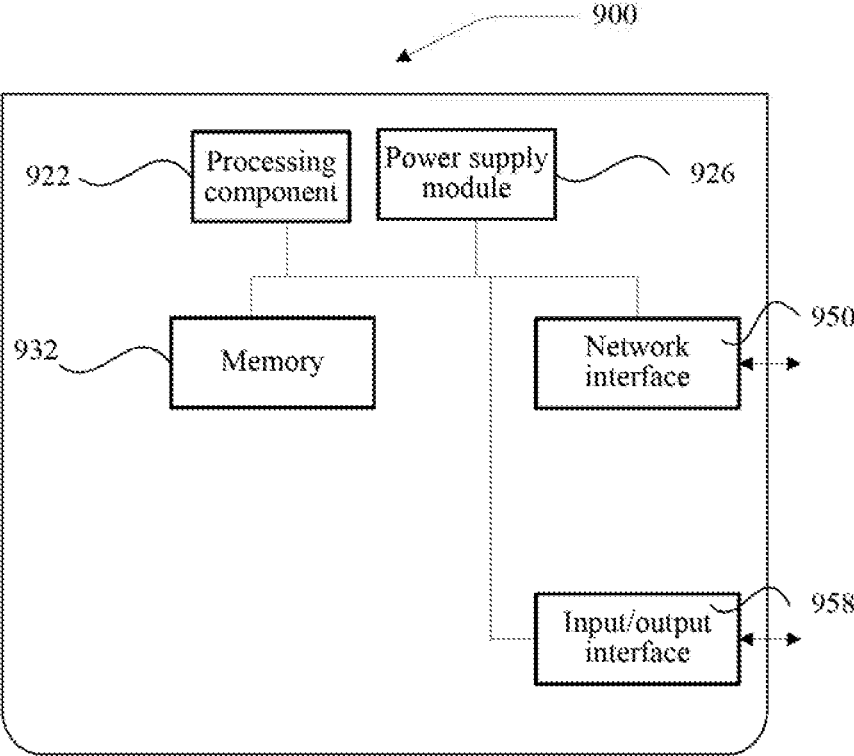 900
Processing
component
922
Power supply
module
926
932
Memory
Network
interface
950
Input/output
interface
958